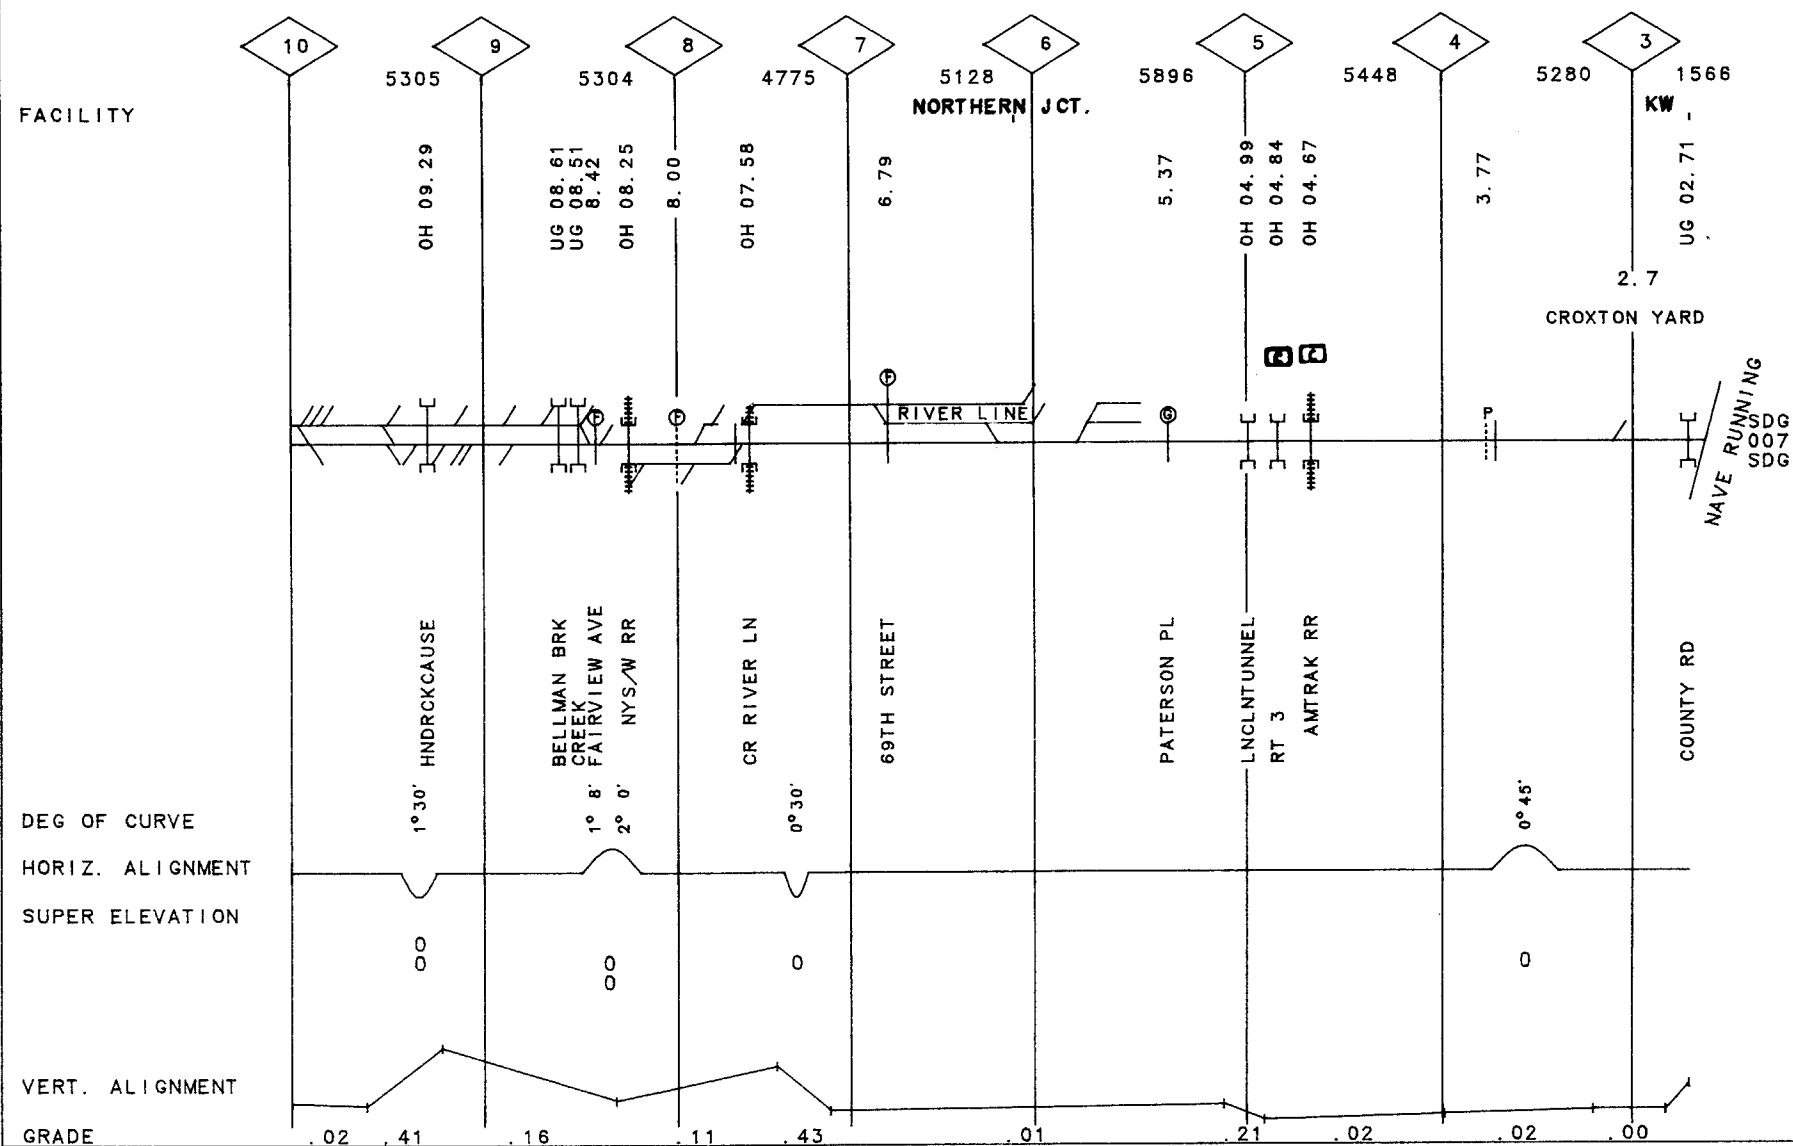 10 9 8 7 6 5 4 3
5305 5304 4775 5128 5896 5448 5280 1566
NORTHERN JCT. KW
FACILITY
OH 09.29
UG 08.61
UG 08.51
8.42
OH 08.25
8.00
OH 07.58
6.79
5.37
OH 04.99
OH 04.84
OH 04.67
3.77
UG 02.71
2.7
CROXTON YARD
F
F
F
RIVER LINE
G
P
NAVE RUNNING
SDG
007
SDG
HNDRCKCAUSE
BELLMAN BRK
CREEK
FAIRVIEW AVE
NYS/W RR
CR RIVER LN
69TH STREET
PATERSON PL
LNCLNTUNNEL
RT 3
AMTRAK RR
COUNTY RD
DEG OF CURVE
1°30'
1° 8'
2° 0'
0°30'
0°45'
HORIZ. ALIGNMENT
SUPER ELEVATION
0
0
0
0
0
0
VERT. ALIGNMENT
GRADE .02 .41 .16 .11 .43 .01 .21 .02 .02 .00